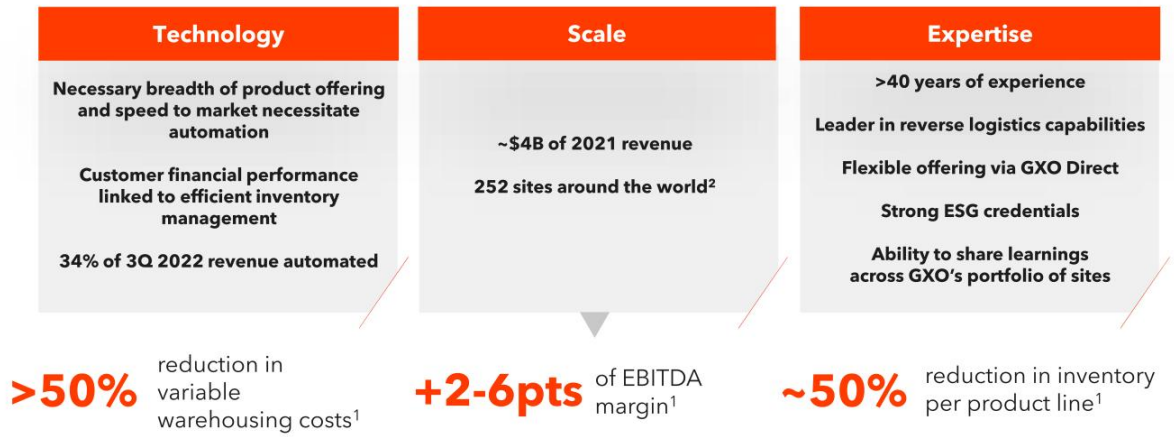 Technology
Necessary breadth of product offering
and speed to market necessitate
automation
Customer financial performance
linked to efficient inventory
management
34% of 3Q 2022 revenue automated
Scale
~$4B of 2021 revenue
252 sites around the world²
Expertise
>40 years of experience
Leader in reverse logistics capabilities
Flexible offering via GXO Direct
Strong ESG credentials
Ability to share learnings
across GXO’s portfolio of sites
>50%
reduction in
variable
warehousing costs¹
+2-6pts
of EBITDA
margin¹
~50%
reduction in inventory
per product line¹